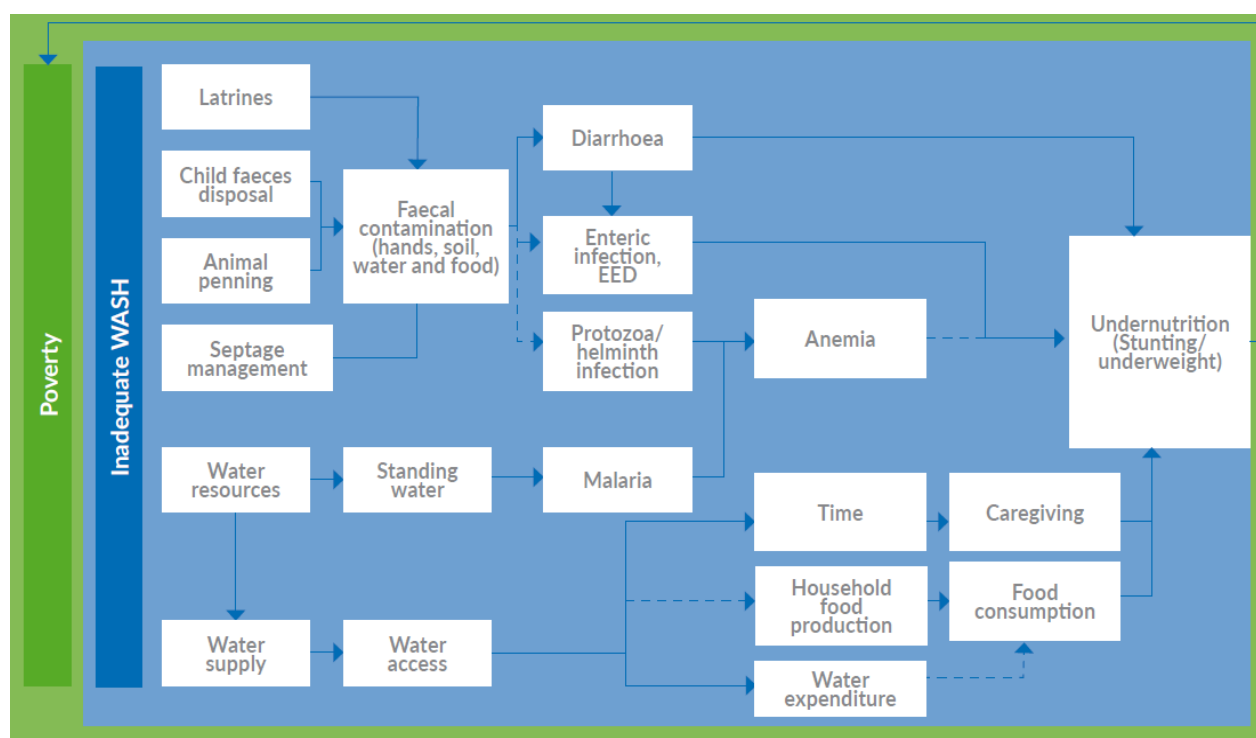 Poverty
Inadequate WASH
Latrines
Child faeces
disposal
Animal
penning
Septage
management
Water
resources
Water
supply
Faecal
contamination
(hands, soil,
water and food)
Standing
water
Water
access
Diarrhoea
Enteric
infection,
EED
Protozoa/
helminth
infection
Malaria
Anemia
Time
Household
food
production
Water
expenditure
Caregiving
Food
consumption
Undernutrition
(Stunting/
underweight)